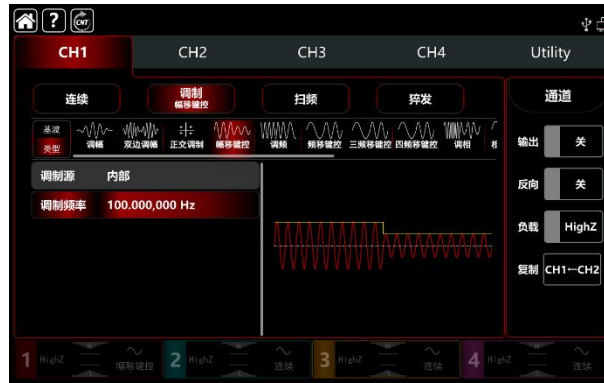 ? CNT
CH1 CH2 CH3 CH4 Utility
连续 调制 扫频 猝发 通道
幅移键控
基波
类型 调幅 双边调幅 正交调制 幅移键控 调频 频移键控 三频移键控 四频移键控 调相
输出 关
调制源 内部
反向 关
调制频率 100.000,000 Hz
负载 HighZ
复制 CH1←CH2
1 HighZ 幅移键控 2 HighZ 连续 3 HighZ 连续 4 HighZ 连续